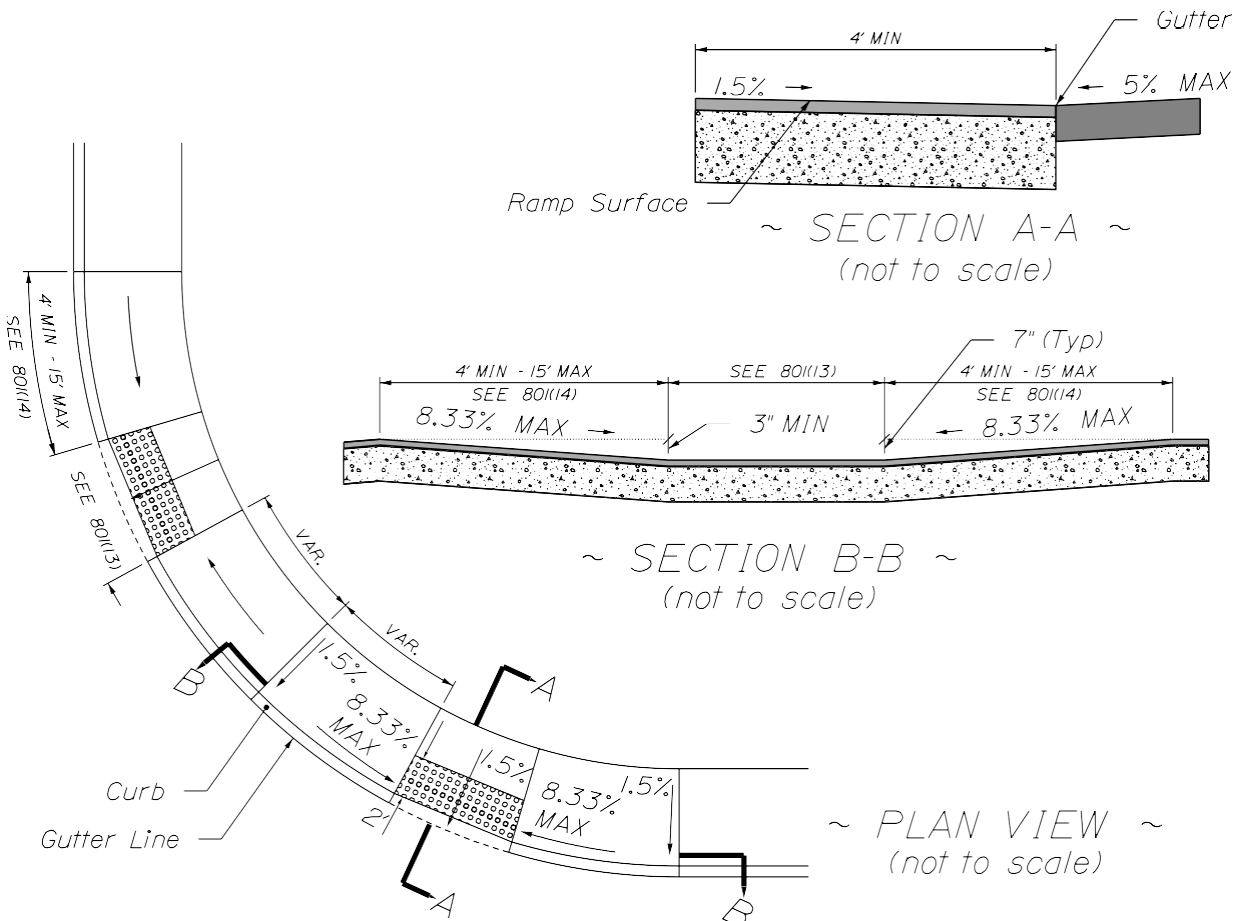 Gutter
4' MIN
1.5%
5% MAX
Ramp Surface
~ SECTION A-A ~
(not to scale)
4' MIN - 15' MAX
SEE 801(14)
7" (Typ)
4' MIN - 15' MAX
SEE 801(13)
4' MIN - 15' MAX
SEE 801(14)
SEE 801(14)
8.33% MAX
3" MIN
8.33% MAX
SEE 801(13)
~ SECTION B-B ~
(not to scale)
VAR.
VAR.
B
1.5%
A
8.33%
MAX
1.5%
8.33%
MAX
1.5%
Curb
2'
Gutter Line
~ PLAN VIEW ~
(not to scale)
A
B